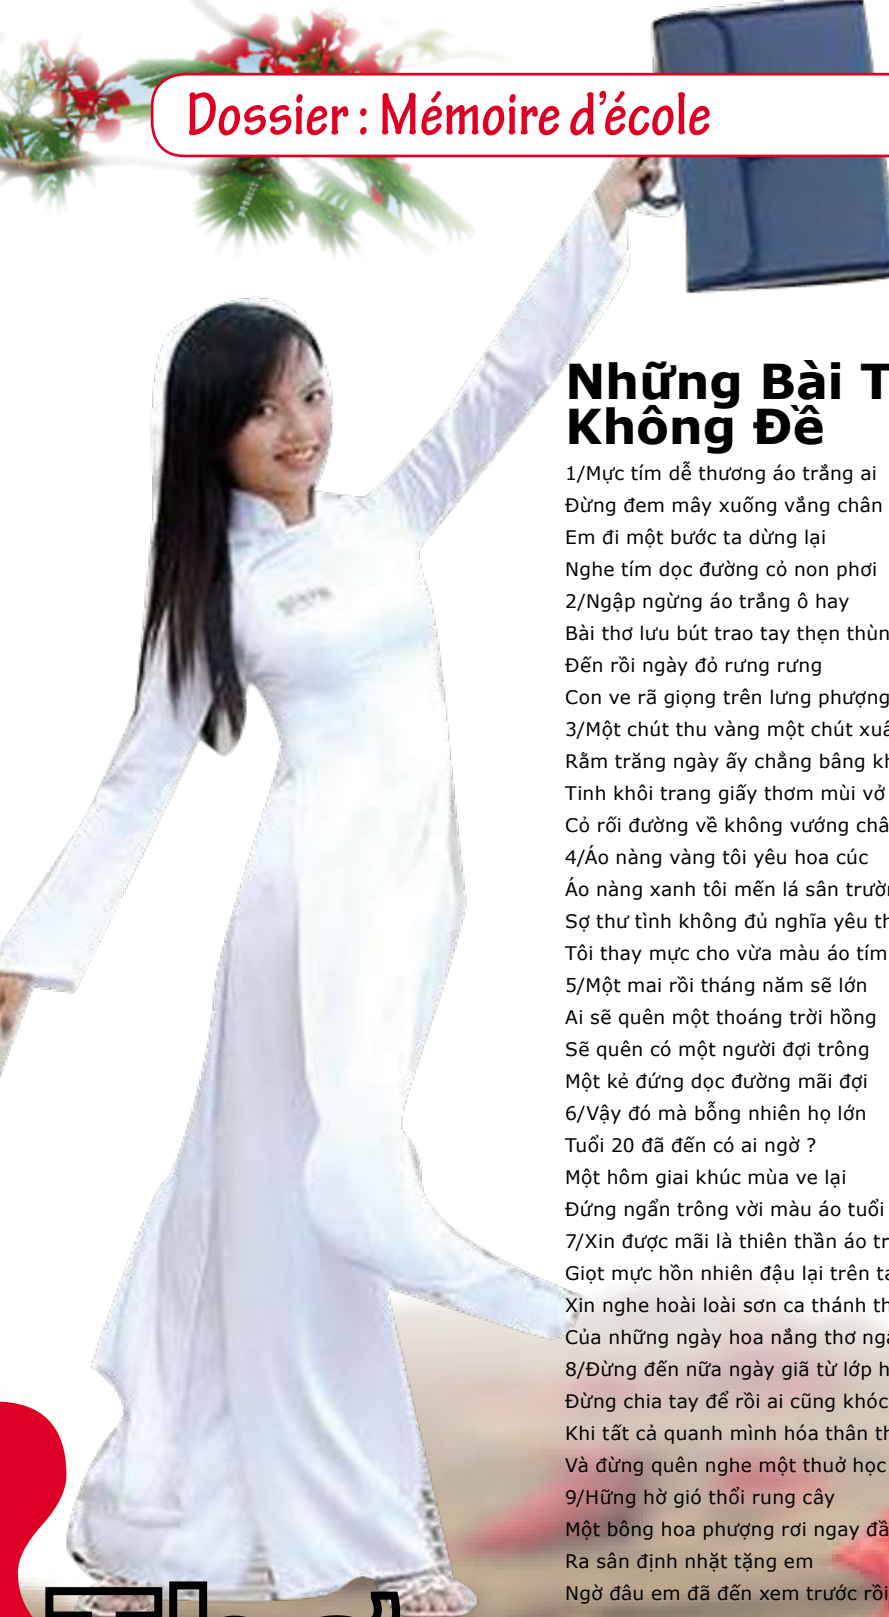 Dossier : Mémoire d'école
Những Bài
Không Đề
1/Mực tím dễ thương áo trắng ai
Đừng đem mây xuống vắng chân
Em đi một bước ta dừng lại
Nghe tím dọc đường cỏ non phơi
2/Ngập ngừng áo trắng ô hay
Bài thơ lưu bút trao tay thẹn
Đến rồi ngày đỏ rưng rưng
Con ve rã giọng trên lưng phượng
3/Một chút thu vàng một chút
Rằm trăng ngày ấy chẳng bâng
Tinh khôi trang giấy thơm mùi vở
Cỏ rối đường về không vướng
4/Áo nàng vàng tôi yêu hoa cúc
Áo nàng xanh tôi mến lá sân
Sợ thư tình không đủ nghĩa yêu
Tôi thay mực cho vừa màu áo tím
5/Một mai rồi tháng năm sẽ lớn
Ai sẽ quên một thoáng trời hồng
Sẽ quên có một người đợi trông
Một kẻ đứng dọc đường mãi đợi
6/Vậy đó mà bỗng nhiên họ lớn
Tuổi 20 đã đến có ai ngờ ?
Một hôm giai khúc mùa ve lại
Đứng ngẩn trông vời màu áo tuổi
7/Xin được mãi là thiên thần áo
Giọt mực hồn nhiên đậu lại trên
Xin nghe hoài loài sơn ca thánh
Của những ngày hoa nắng thơ
8/Đừng đến nữa ngày giã từ lớp
Đừng chia tay để rồi ai cũng khóc
Khi tất cả quanh mình hóa thân
Và đừng quên nghe một thuở học
9/Hững hờ gió thổi rung cây
Một bông hoa phượng rơi ngay
Ra sân định nhặt tặng em
Ngờ đâu em đã đến xem trước rồi